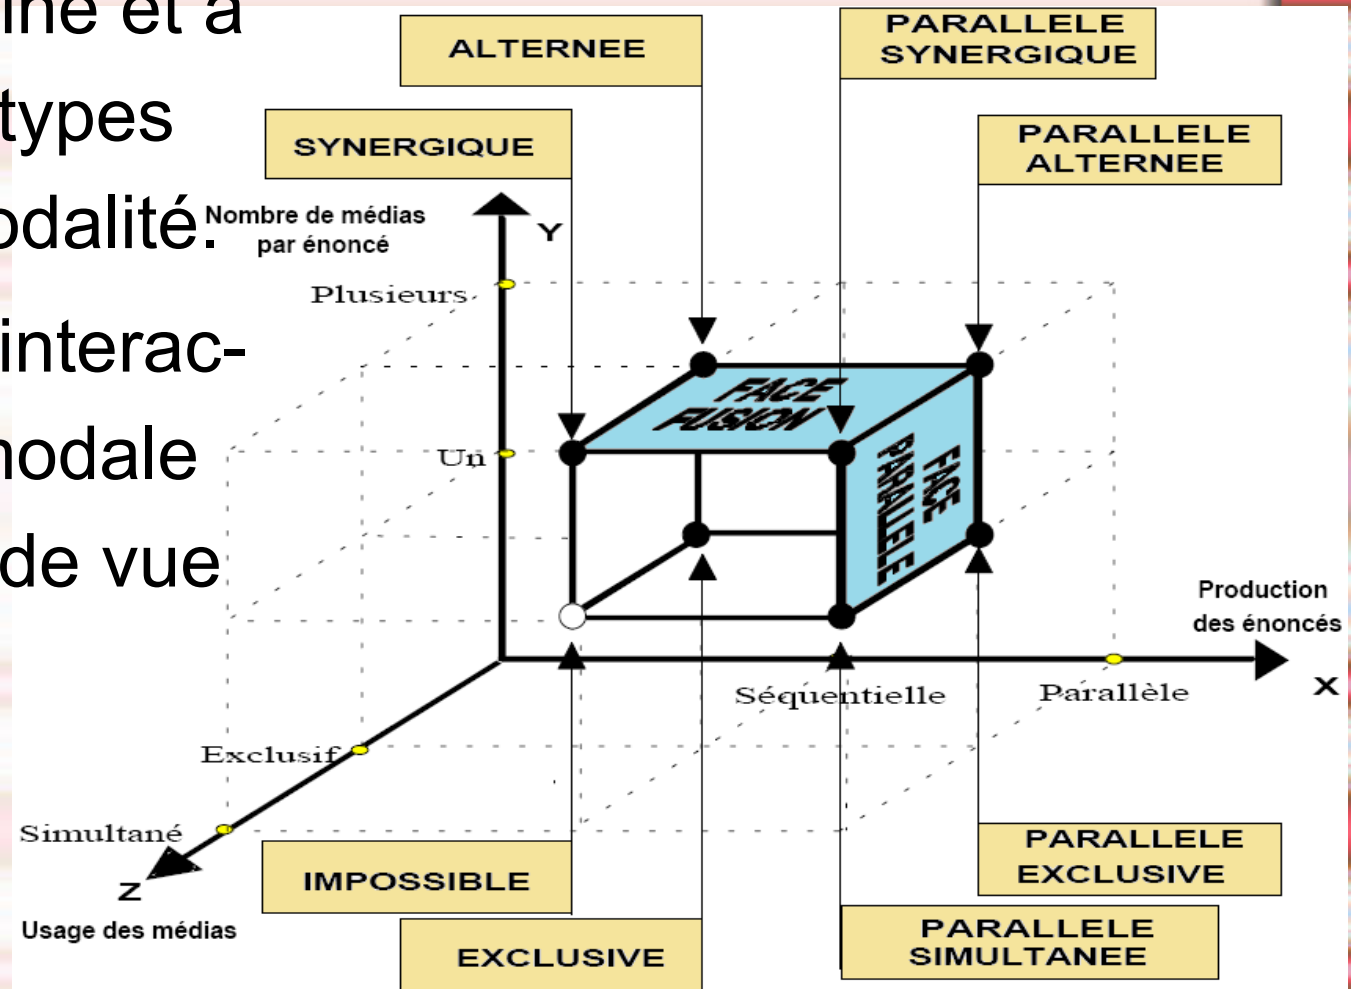 ine et à
types
odalité.
interac-
nodale
de vue
ALTERNEE
PARALLELE
SYNERGIQUE
SYNERGIQUE
PARALLELE
ALTERNEE
Nombre de médias
par énoncé
Y
Plusieurs
Un
FACE
FUSION
FACE
PARALLELE
Production
des énoncés
X
Séquentielle
Parallèle
Exclusif
Simultané
Z
Usage des médias
IMPOSSIBLE
EXCLUSIVE
PARALLELE
EXCLUSIVE
PARALLELE
SIMULTANEE